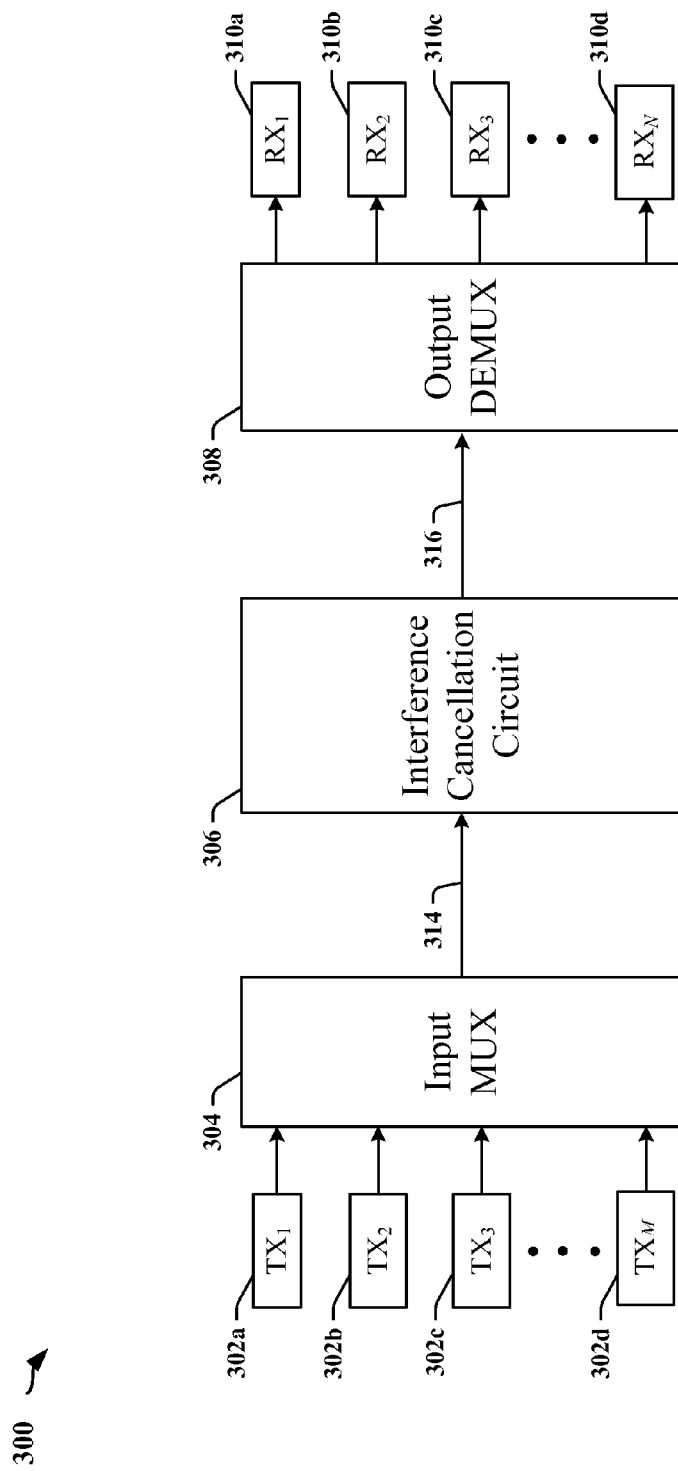 300
302a
TX₁
302b
TX₂
302c
TX₃
302d
TXM
304
Input
MUX
314
306
Interference
Cancellation
Circuit
316
308
Output
DEMUX
310a
RX₁
310b
RX₂
310c
RX₃
310d
RXN